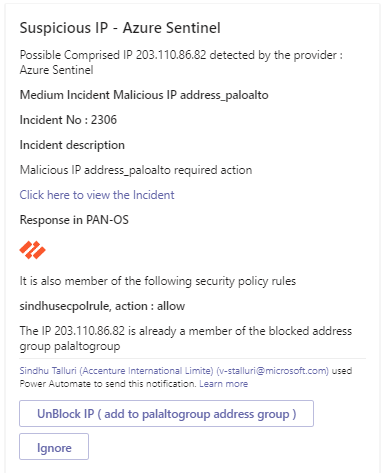 Suspicious IP - Azure Sentinel
Possible Comprised IP 203.110.86.82 detected by the provider :
Azure Sentinel
Medium Incident Malicious IP address_paloalto
Incident No : 2306
Incident description
Malicious IP address_paloalto required action
Click here to view the Incident
Response in PAN-OS
It is also member of the following security policy rules
sindhusecpolrule, action : allow
The IP 203.110.86.82 is already a member of the blocked address
group palaltogroup
Sindhu Talluri (Accenture International Limite) (v-stalluri@microsoft.com) used
Power Automate to send this notification. Learn more
UnBlock IP ( add to palaltogroup address group )
Ignore